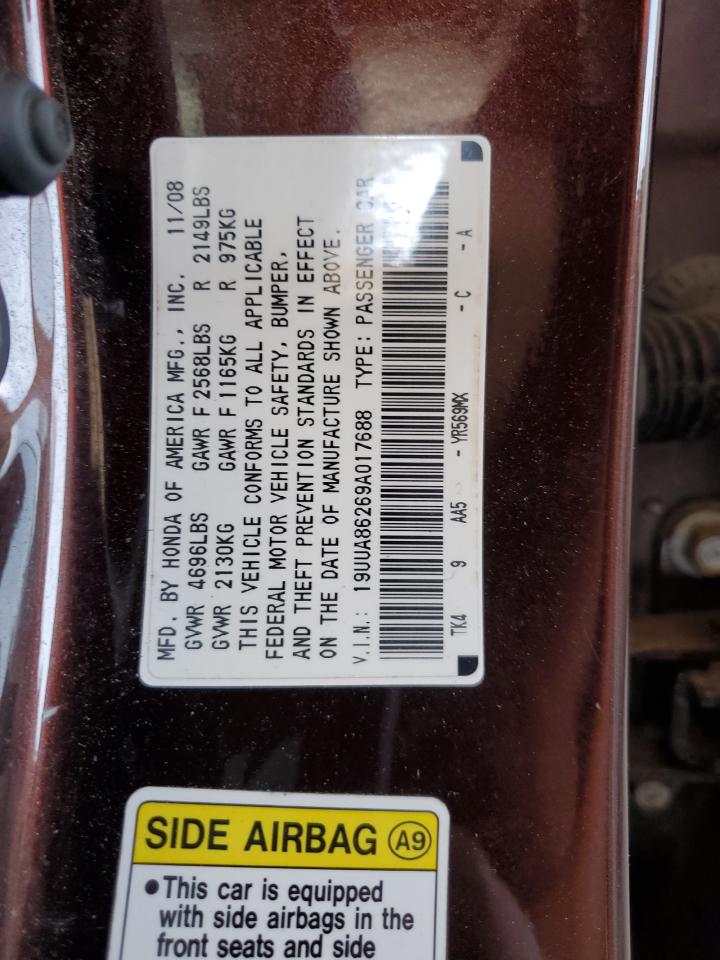 MFD. BY HONDA OF AMERICA MFG., INC. 11/08
GVWR 4696LBS GAWR F 2568LBS R 2149LBS
GVWR 2130KG GAWR F 1165KG R 975KG
THIS VEHICLE CONFORMS TO ALL APPLICABLE
FEDERAL MOTOR VEHICLE SAFETY, BUMPER,
AND THEFT PREVENTION STANDARDS IN EFFECT
ON THE DATE OF MANUFACTURE SHOWN ABOVE.
V.I.N.: 19UUA86269A017688 TYPE: PASSENGER CAR
TK4 9 AA5 - YR569MX - C - A
SIDE AIRBAG A9
•This car is equipped
with side airbags in the
front seats and side